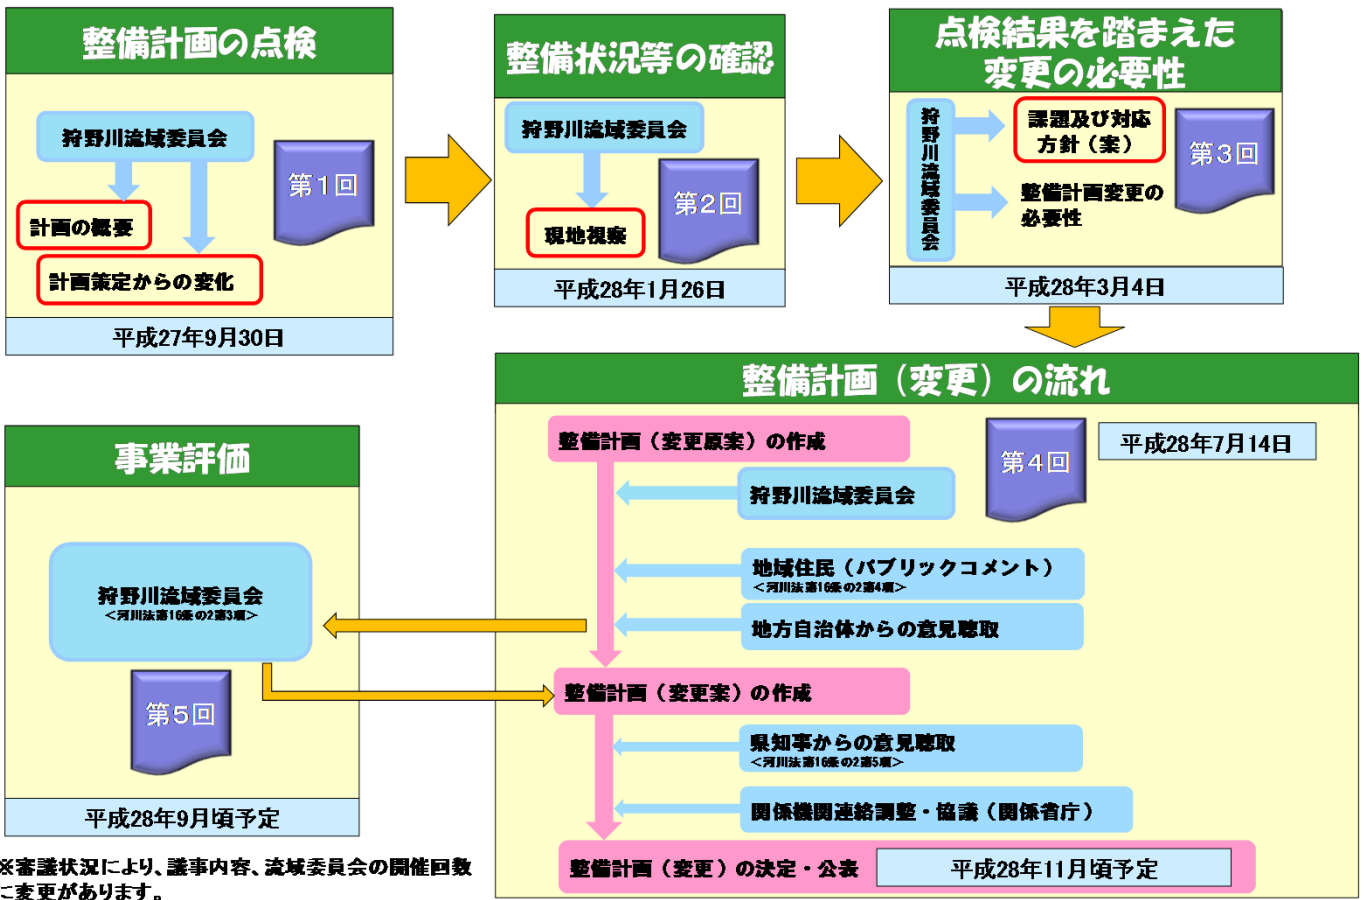 整備計画の点検
狩野川流域委員会
第1回
計画の概要
計画策定からの変化
平成27年9月30日
整備状況等の確認
狩野川流域委員会
第2回
現地視察
平成28年1月26日
点検結果を踏まえた
変更の必要性
狩野川流域委員会
課題及び対応
方針（案）
第3回
整備計画変更の
必要性
平成28年3月4日
整備計画（変更）の流れ
整備計画（変更原案）の作成
第4回
平成28年7月14日
狩野川流域委員会
地域住民（パブリックコメント）
＜河川法第16条の2第4項＞
地方自治体からの意見聴取
整備計画（変更案）の作成
県知事からの意見聴取
＜河川法第16条の2第5項＞
関係機関連絡調整・協議（関係省庁）
整備計画（変更）の決定・公表
平成28年11月頃予定
事業評価
狩野川流域委員会
＜河川法第16条の2第3項＞
第5回
平成28年9月頃予定
※審議状況により、議事内容、流域委員会の開催回数
に変更があります。